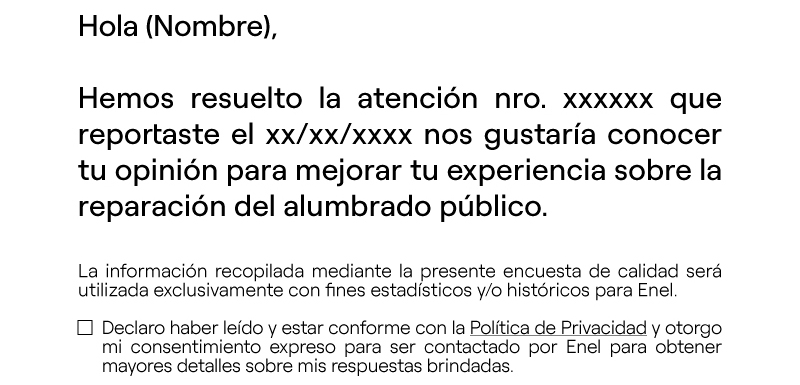 Hola (Nombre),
Hemos resuelto la atención nro. xxxxxx que
reportaste el xx/xx/xxxx nos gustaría conocer
tu opinión para mejorar tu experiencia sobre la
reparación del alumbrado público.
La información recopilada mediante la presente encuesta de calidad será
utilizada exclusivamente con fines estadísticos y/o históricos para Enel.
Declaro haber leído y estar conforme con la Política de Privacidad y otorgo
mi consentimiento expreso para ser contactado por Enel para obtener
mayores detalles sobre mis respuestas brindadas.